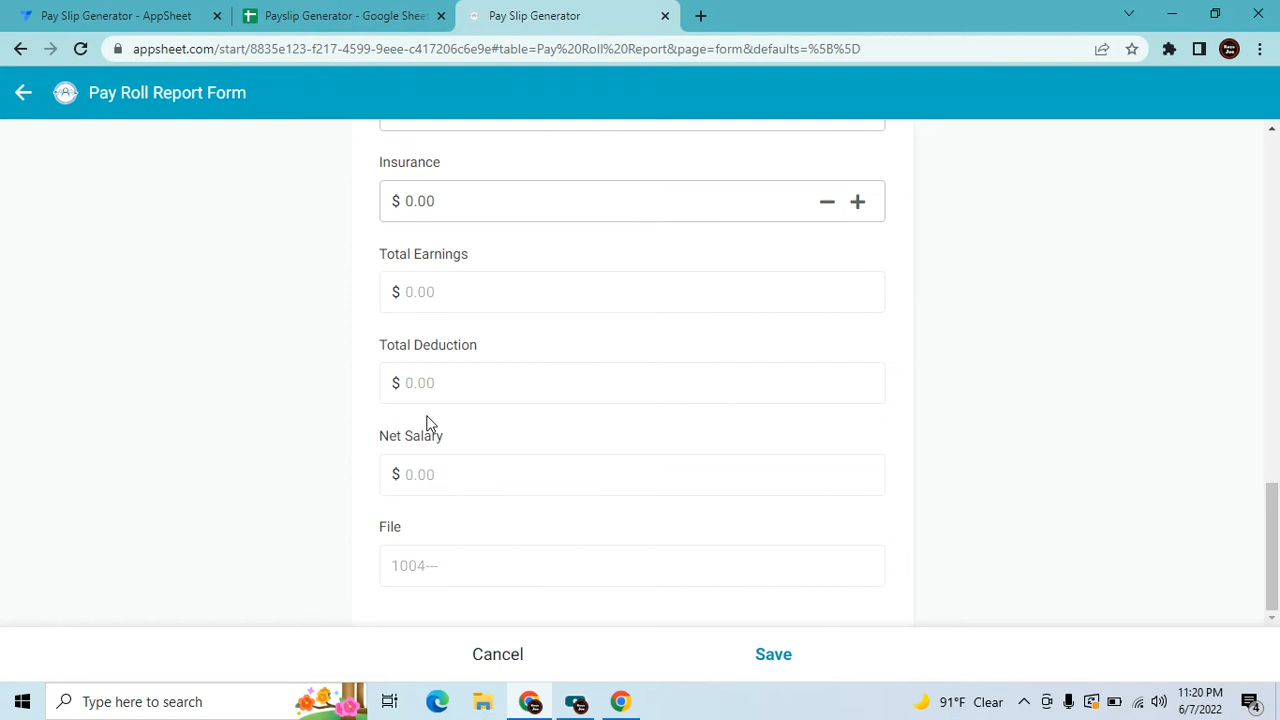 Pay Slip Generator - AppSheet
Payslip Generator - Google Sheet
Pay Slip Generator
appsheet.com/start/8835e123-f217-4599-9eee-c417206c6e9e#table=Pay%20Roll%20Report&page=form&defaults=%5B%5D
Pay Roll Report Form
Insurance
$ 0.00
Total Earnings
$ 0.00
Total Deduction
$ 0.00
Net Salary
$ 0.00
File
1004---
Cancel
Save
Type here to search
91°F Clear
11:20 PM
6/7/2022
4